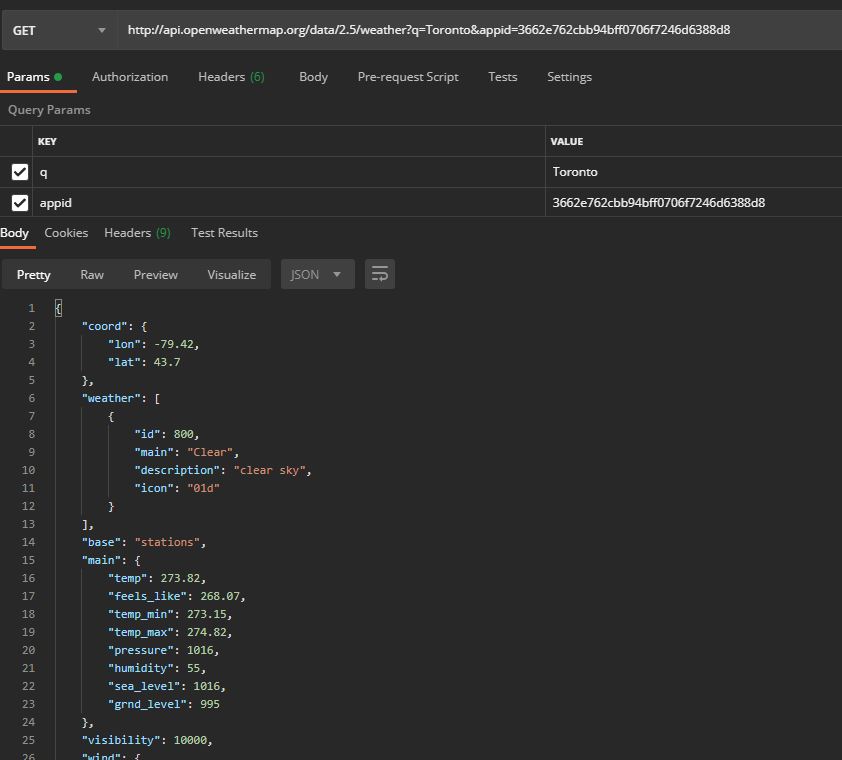 GET http://api.openweathermap.org/data/2.5/weather?q=Toronto&appid=3662e762cbb94bff0706f7246d6388d8
Params Authorization Headers (6) Body Pre-request Script Tests Settings
Query Params
KEY VALUE
q Toronto
appid 3662e762cbb94bff0706f7246d6388d8
Body Cookies Headers (9) Test Results
Pretty Raw Preview Visualize JSON
1 {
2 "coord": {
3 "lon": -79.42,
4 "lat": 43.7
5 },
6 "weather": [
7 {
8 "id": 800,
9 "main": "Clear",
10 "description": "clear sky",
11 "icon": "01d"
12 }
13 ],
14 "base": "stations",
15 "main": {
16 "temp": 273.82,
17 "feels_like": 268.07,
18 "temp_min": 273.15,
19 "temp_max": 274.82,
20 "pressure": 1016,
21 "humidity": 55,
22 "sea_level": 1016,
23 "grnd_level": 995
24 },
25 "visibility": 10000,
26 "wind": {